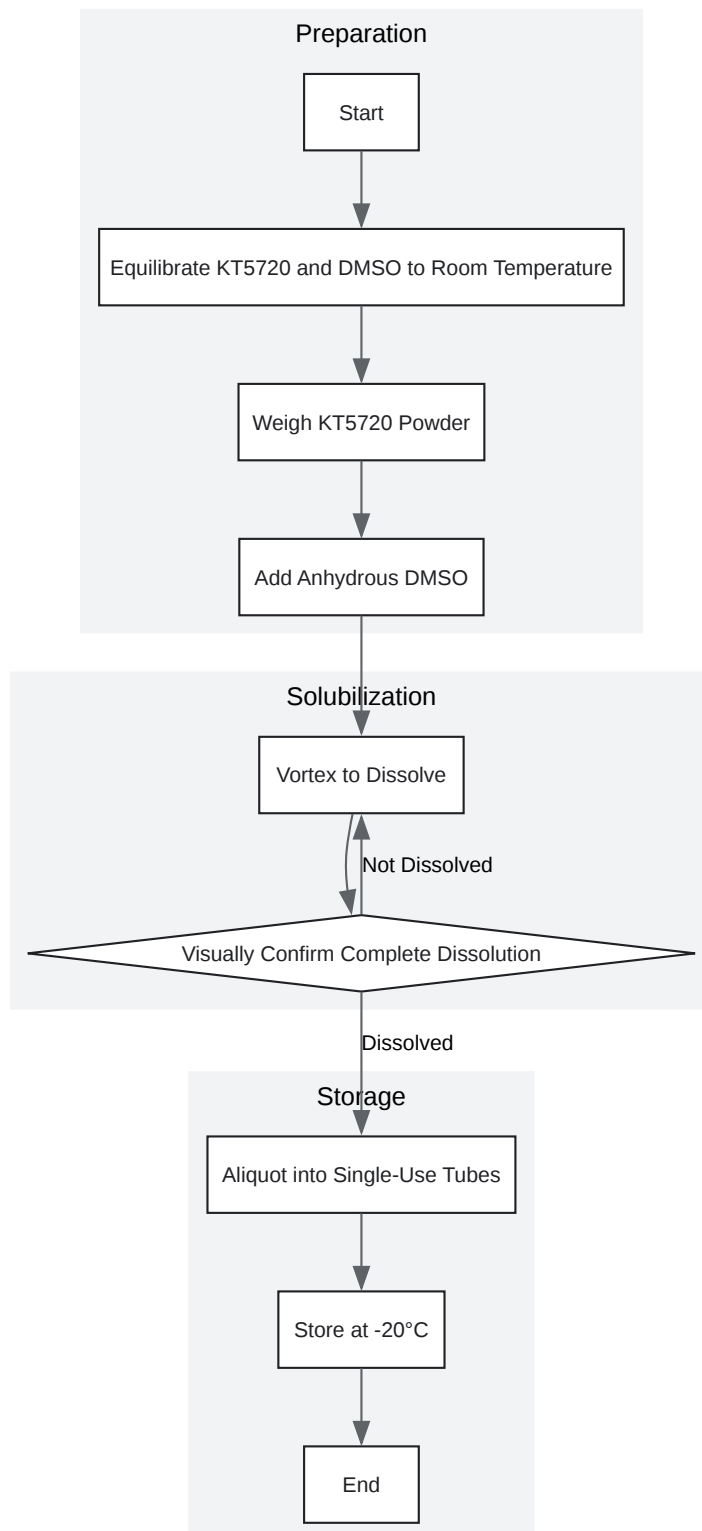 Preparation
Start
Equilibrate KT5720 and DMSO to Room Temperature
Weigh KT5720 Powder
Add Anhydrous DMSO
Solubilization
Vortex to Dissolve
Not Dissolved
Visually Confirm Complete Dissolution
Dissolved
Storage
Aliquot into Single-Use Tubes
Store at -20°C
End